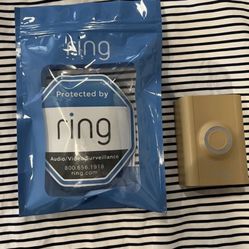 ring
Protected by
ring
Audio/Video Surveillance
800.656.1918
ring.com